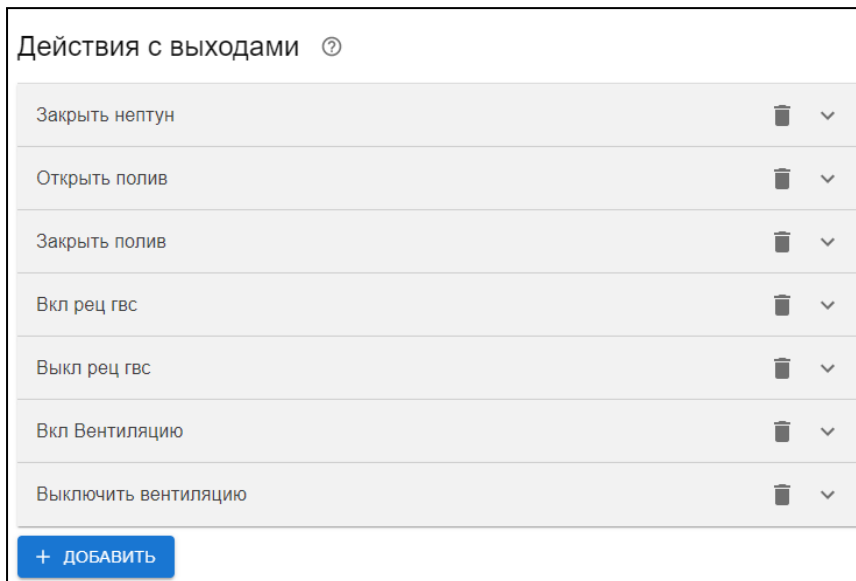 Действия с выходами
Закрыть нептун
Открыть полив
Закрыть полив
Вкл рец гвс
Выкл рец гвс
Вкл Вентиляцию
Выключить вентиляцию
+ ДОБАВИТЬ